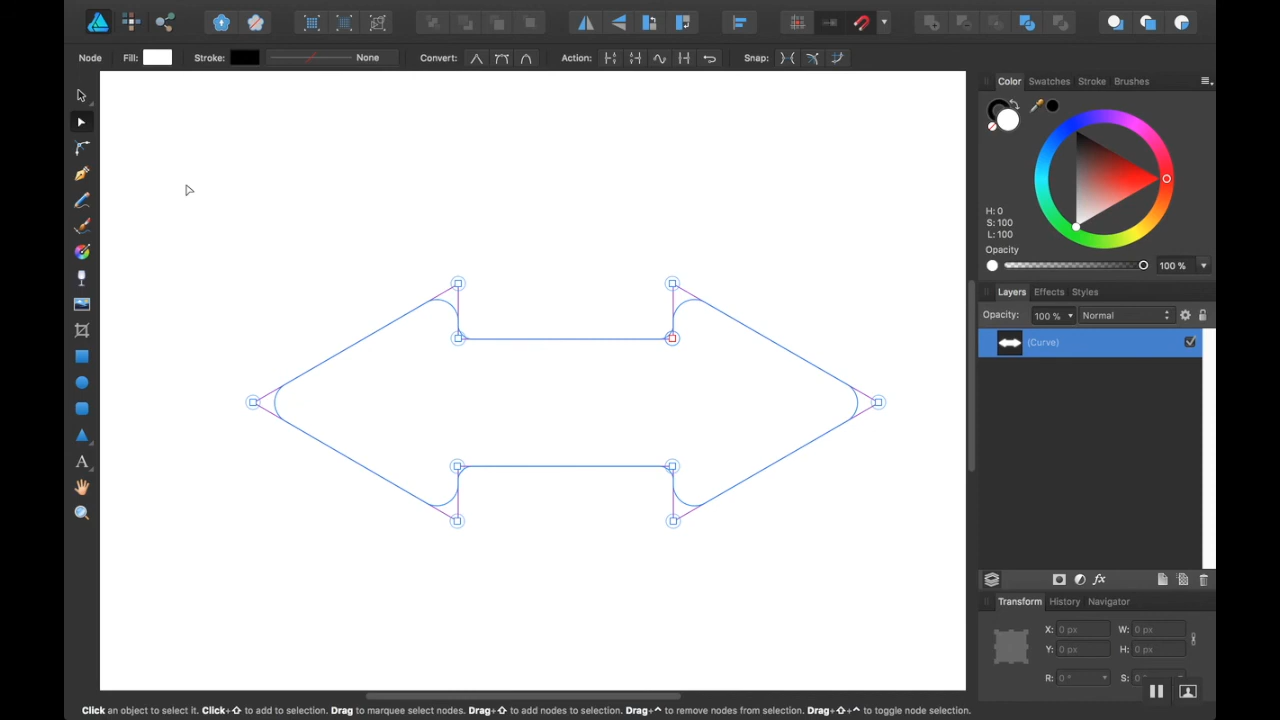 Node Fill: Stroke: None Convert: Action: Snap:
Color Swatches Stroke Brushes
H: 0
S: 100
L: 100
Opacity
100 %
Layers Effects Styles
Opacity: 100 % Normal
(Curve)
A
fx
Transform History Navigator
X: 0 px W: 0 px
Y: 0 px H: 0 px
R: 0 ° S: 0 °
Click an object to select it. Click+⇧ to add to selection. Drag to marquee select nodes. Drag+⇧ to add nodes to selection. Drag+^ to remove nodes from selection. Drag+⇧+^ to toggle node selection.